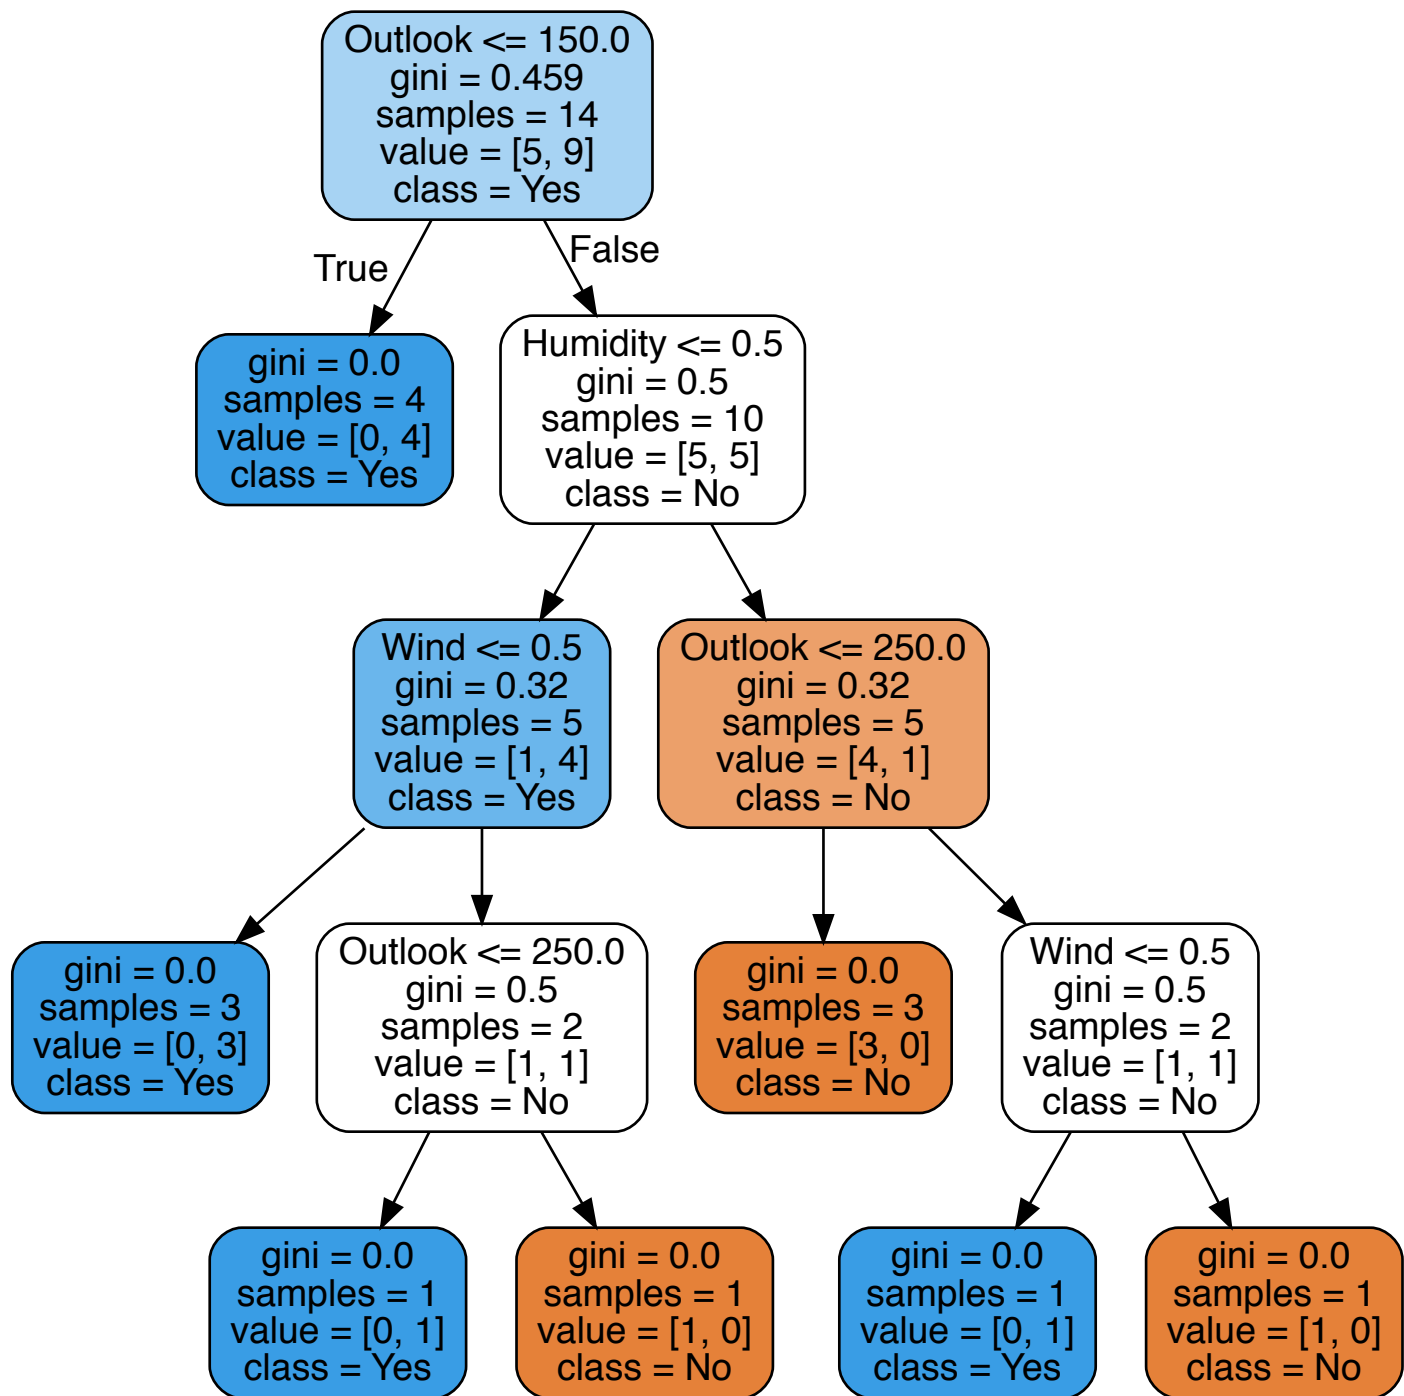 Outlook <= 150.0
gini = 0.459
samples = 14
value = [5, 9]
class = Yes
True
False
gini = 0.0
samples = 4
value = [0, 4]
class = Yes
Humidity <= 0.5
gini = 0.5
samples = 10
value = [5, 5]
class = No
Wind <= 0.5
gini = 0.32
samples = 5
value = [1, 4]
class = Yes
Outlook <= 250.0
gini = 0.32
samples = 5
value = [4, 1]
class = No
gini = 0.0
samples = 3
value = [0, 3]
class = Yes
Outlook <= 250.0
gini = 0.5
samples = 2
value = [1, 1]
class = No
gini = 0.0
samples = 3
value = [3, 0]
class = No
Wind <= 0.5
gini = 0.5
samples = 2
value = [1, 1]
class = No
gini = 0.0
samples = 1
value = [0, 1]
class = Yes
gini = 0.0
samples = 1
value = [1, 0]
class = No
gini = 0.0
samples = 1
value = [0, 1]
class = Yes
gini = 0.0
samples = 1
value = [1, 0]
class = No